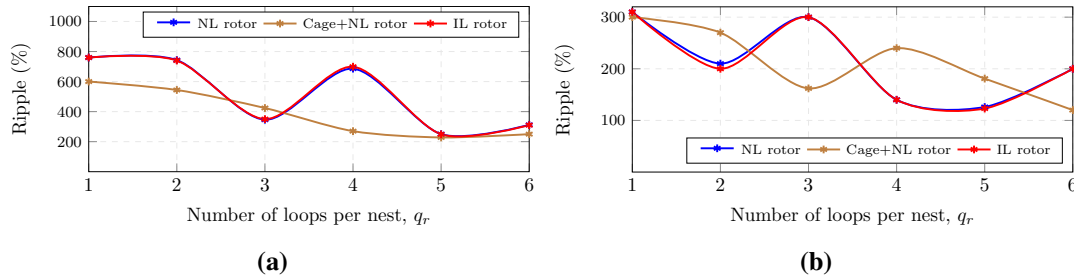 NL rotor Cage+NL rotor IL rotor
1000
800
600
400
200
Ripple (%)
1 2 3 4 5 6
Number of loops per nest, q_r
(a)
300
200
100
Ripple (%)
NL rotor Cage+NL rotor IL rotor
1 2 3 4 5 6
Number of loops per nest, q_r
(b)